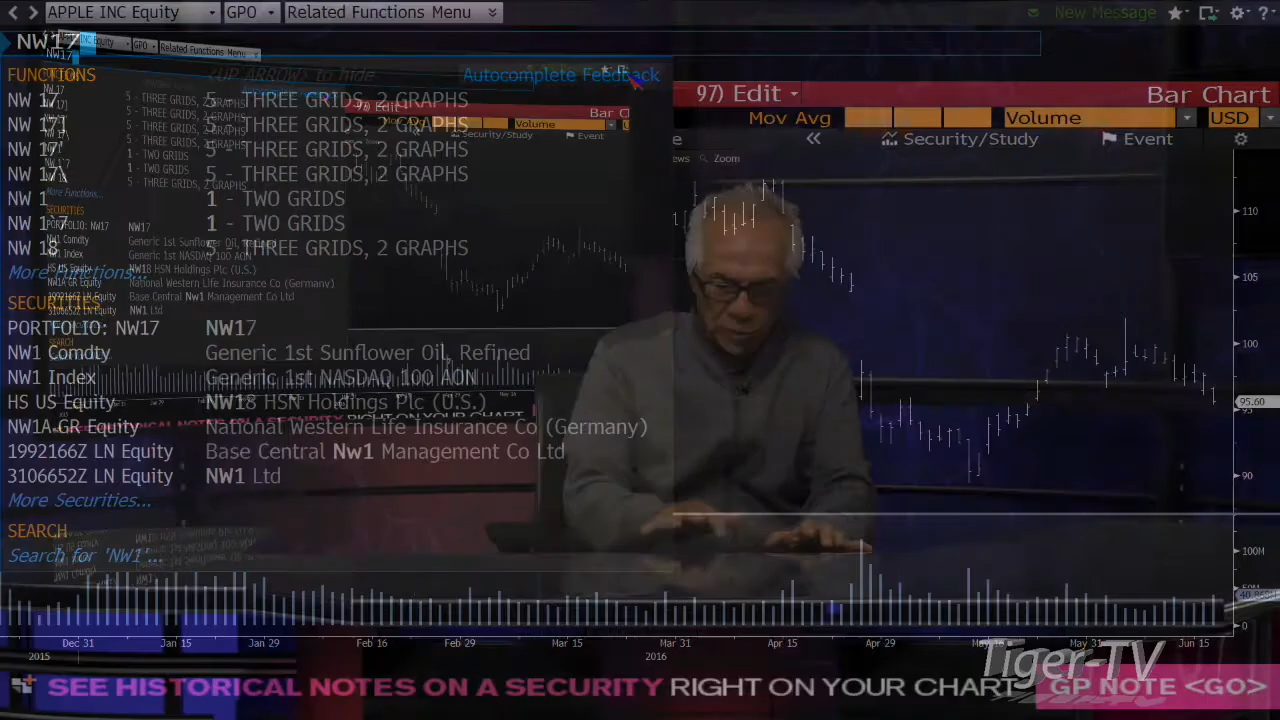 APPLE INC Equity GPO Related Functions Menu New Message
NW17
FUNCTIONS <UP ARROW> to hide Autocomplete Feedback
NW 17 5 - THREE GRIDS, 2 GRAPHS
5 - THREE GRIDS, 2 GRAPHS
5 - THREE GRIDS, 2 GRAPHS
5 - THREE GRIDS, 2 GRAPHS
NW 1 1 - TWO GRIDS
1 - TWO GRIDS
NW 18 5 - THREE GRIDS, 2 GRAPHS
More Functions...
SECURITIES
PORTFOLIO: NW17 NW17
NW1 Comdty Generic 1st Sunflower Oil, Refined
NW1 Index Generic 1st NASDAQ 100 AON
HS US Equity NW18 HSN Holdings Plc (U.S.)
NW1A GR Equity National Western Life Insurance Co (Germany)
1992166Z LN Equity Base Central Nw1 Management Co Ltd
3106652Z LN Equity NW1 Ltd
More Securities...
SEARCH
Search for 'NW1'...
97) Edit Bar Chart
Mov Avg Volume USD
Security/Study Event
Zoom
110
105
100
95.60
95
90
100M
0
Dec 31 Jan 15 Jan 29 Feb 16 Feb 29 Mar 15 Mar 31 Apr 15 Apr 29 May 31 Jun 15
2015 2016
Tiger-TV
SEE HISTORICAL NOTES ON A SECURITY RIGHT ON YOUR CHART GP NOTE <GO>